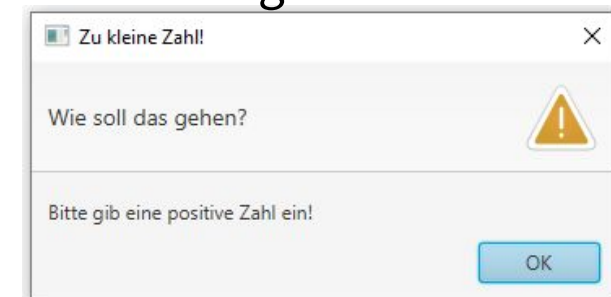 Zu kleine Zahl!
Wie soll das gehen?
Bitte gib eine positive Zahl ein!
OK